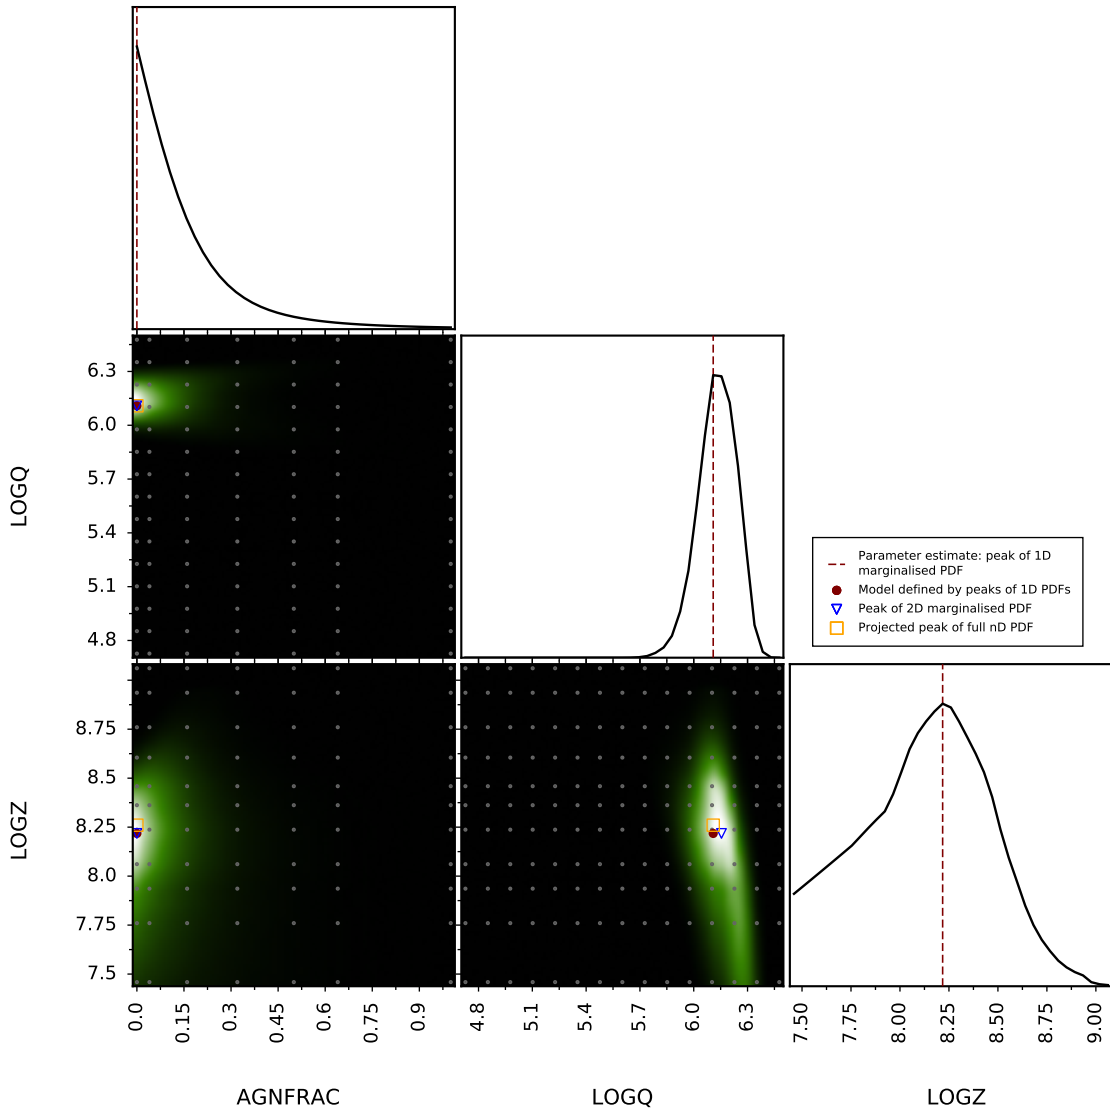 6.3
6.0
5.7
5.4
5.1
4.8
LOGQ
Parameter estimate: peak of 1D
marginalised PDF
Model defined by peaks of 1D PDFs
Peak of 2D marginalised PDF
Projected peak of full nD PDF
8.75
8.5
8.25
8.0
7.75
7.5
LOGZ
0.0 0.15 0.3 0.45 0.6 0.75 0.9
4.8 5.1 5.4 5.7 6.0 6.3
7.50 7.75 8.00 8.25 8.50 8.75 9.00
AGNFRAC
LOGQ
LOGZ